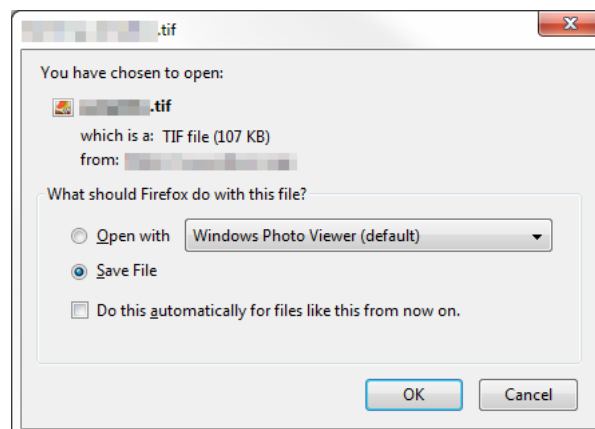 .tif
You have chosen to open:
.tif
which is a: TIF file (107 KB)
from:
What should Firefox do with this file?
Open with Windows Photo Viewer (default)
Save File
Do this automatically for files like this from now on.
OK Cancel